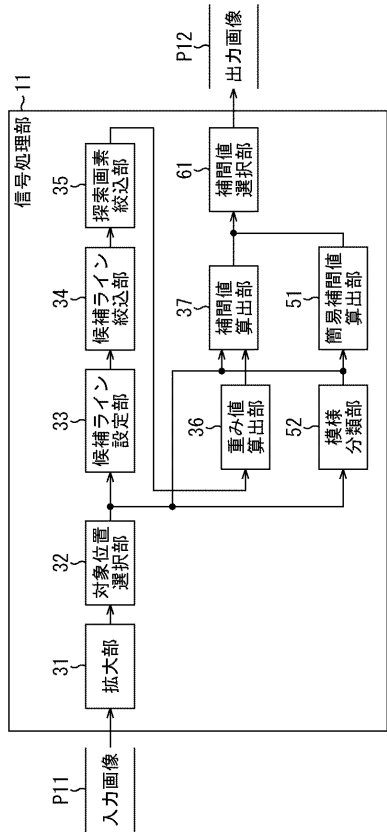 信号処理部
11
P11
入力画像
31
拡大部
32
対象位置
選択部
33
候補ライン
設定部
34
候補ライン
絞込部
35
探索画素
絞込部
36
重み値
算出部
37
補間値
算出部
61
補間値
選択部
52
模様
分類部
51
簡易補間値
算出部
P12
出力画像